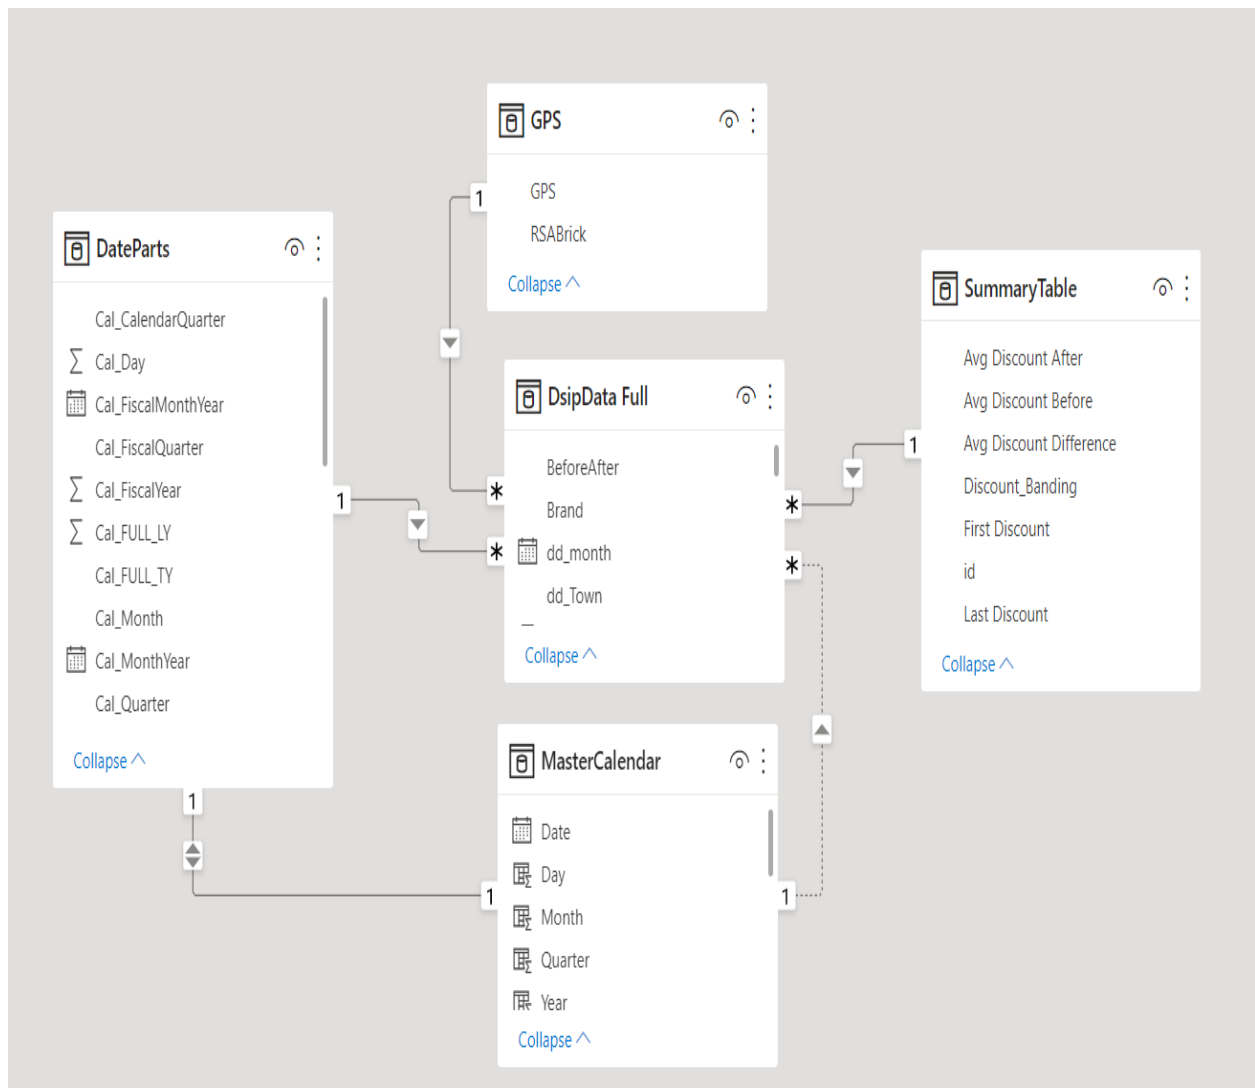 GPS
GPS
RSABrick
Collapse
1
DateParts
Cal_CalendarQuarter
Cal_Day
Cal_FiscalMonthYear
Cal_FiscalQuarter
Cal_FiscalYear
Cal_FULL_LY
Cal_FULL_TY
Cal_Month
Cal_MonthYear
Cal_Quarter
Collapse
1
1
DsipData Full
BeforeAfter
Brand
dd_month
dd_Town
Collapse
*
*
*
*
SummaryTable
Avg Discount After
Avg Discount Before
Avg Discount Difference
Discount_Banding
First Discount
id
Last Discount
Collapse
1
MasterCalendar
Date
Day
Month
Quarter
Year
Collapse
1
1